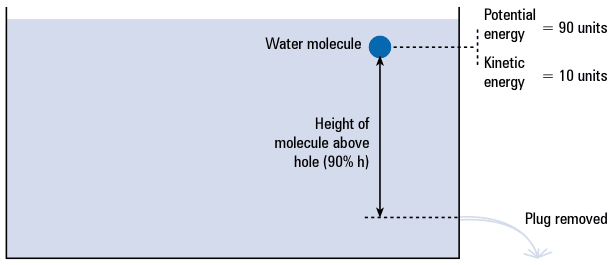 Potential
energy = 90 units
Water molecule
Kinetic
energy = 10 units
Height of
molecule above
hole (90% h)
Plug removed